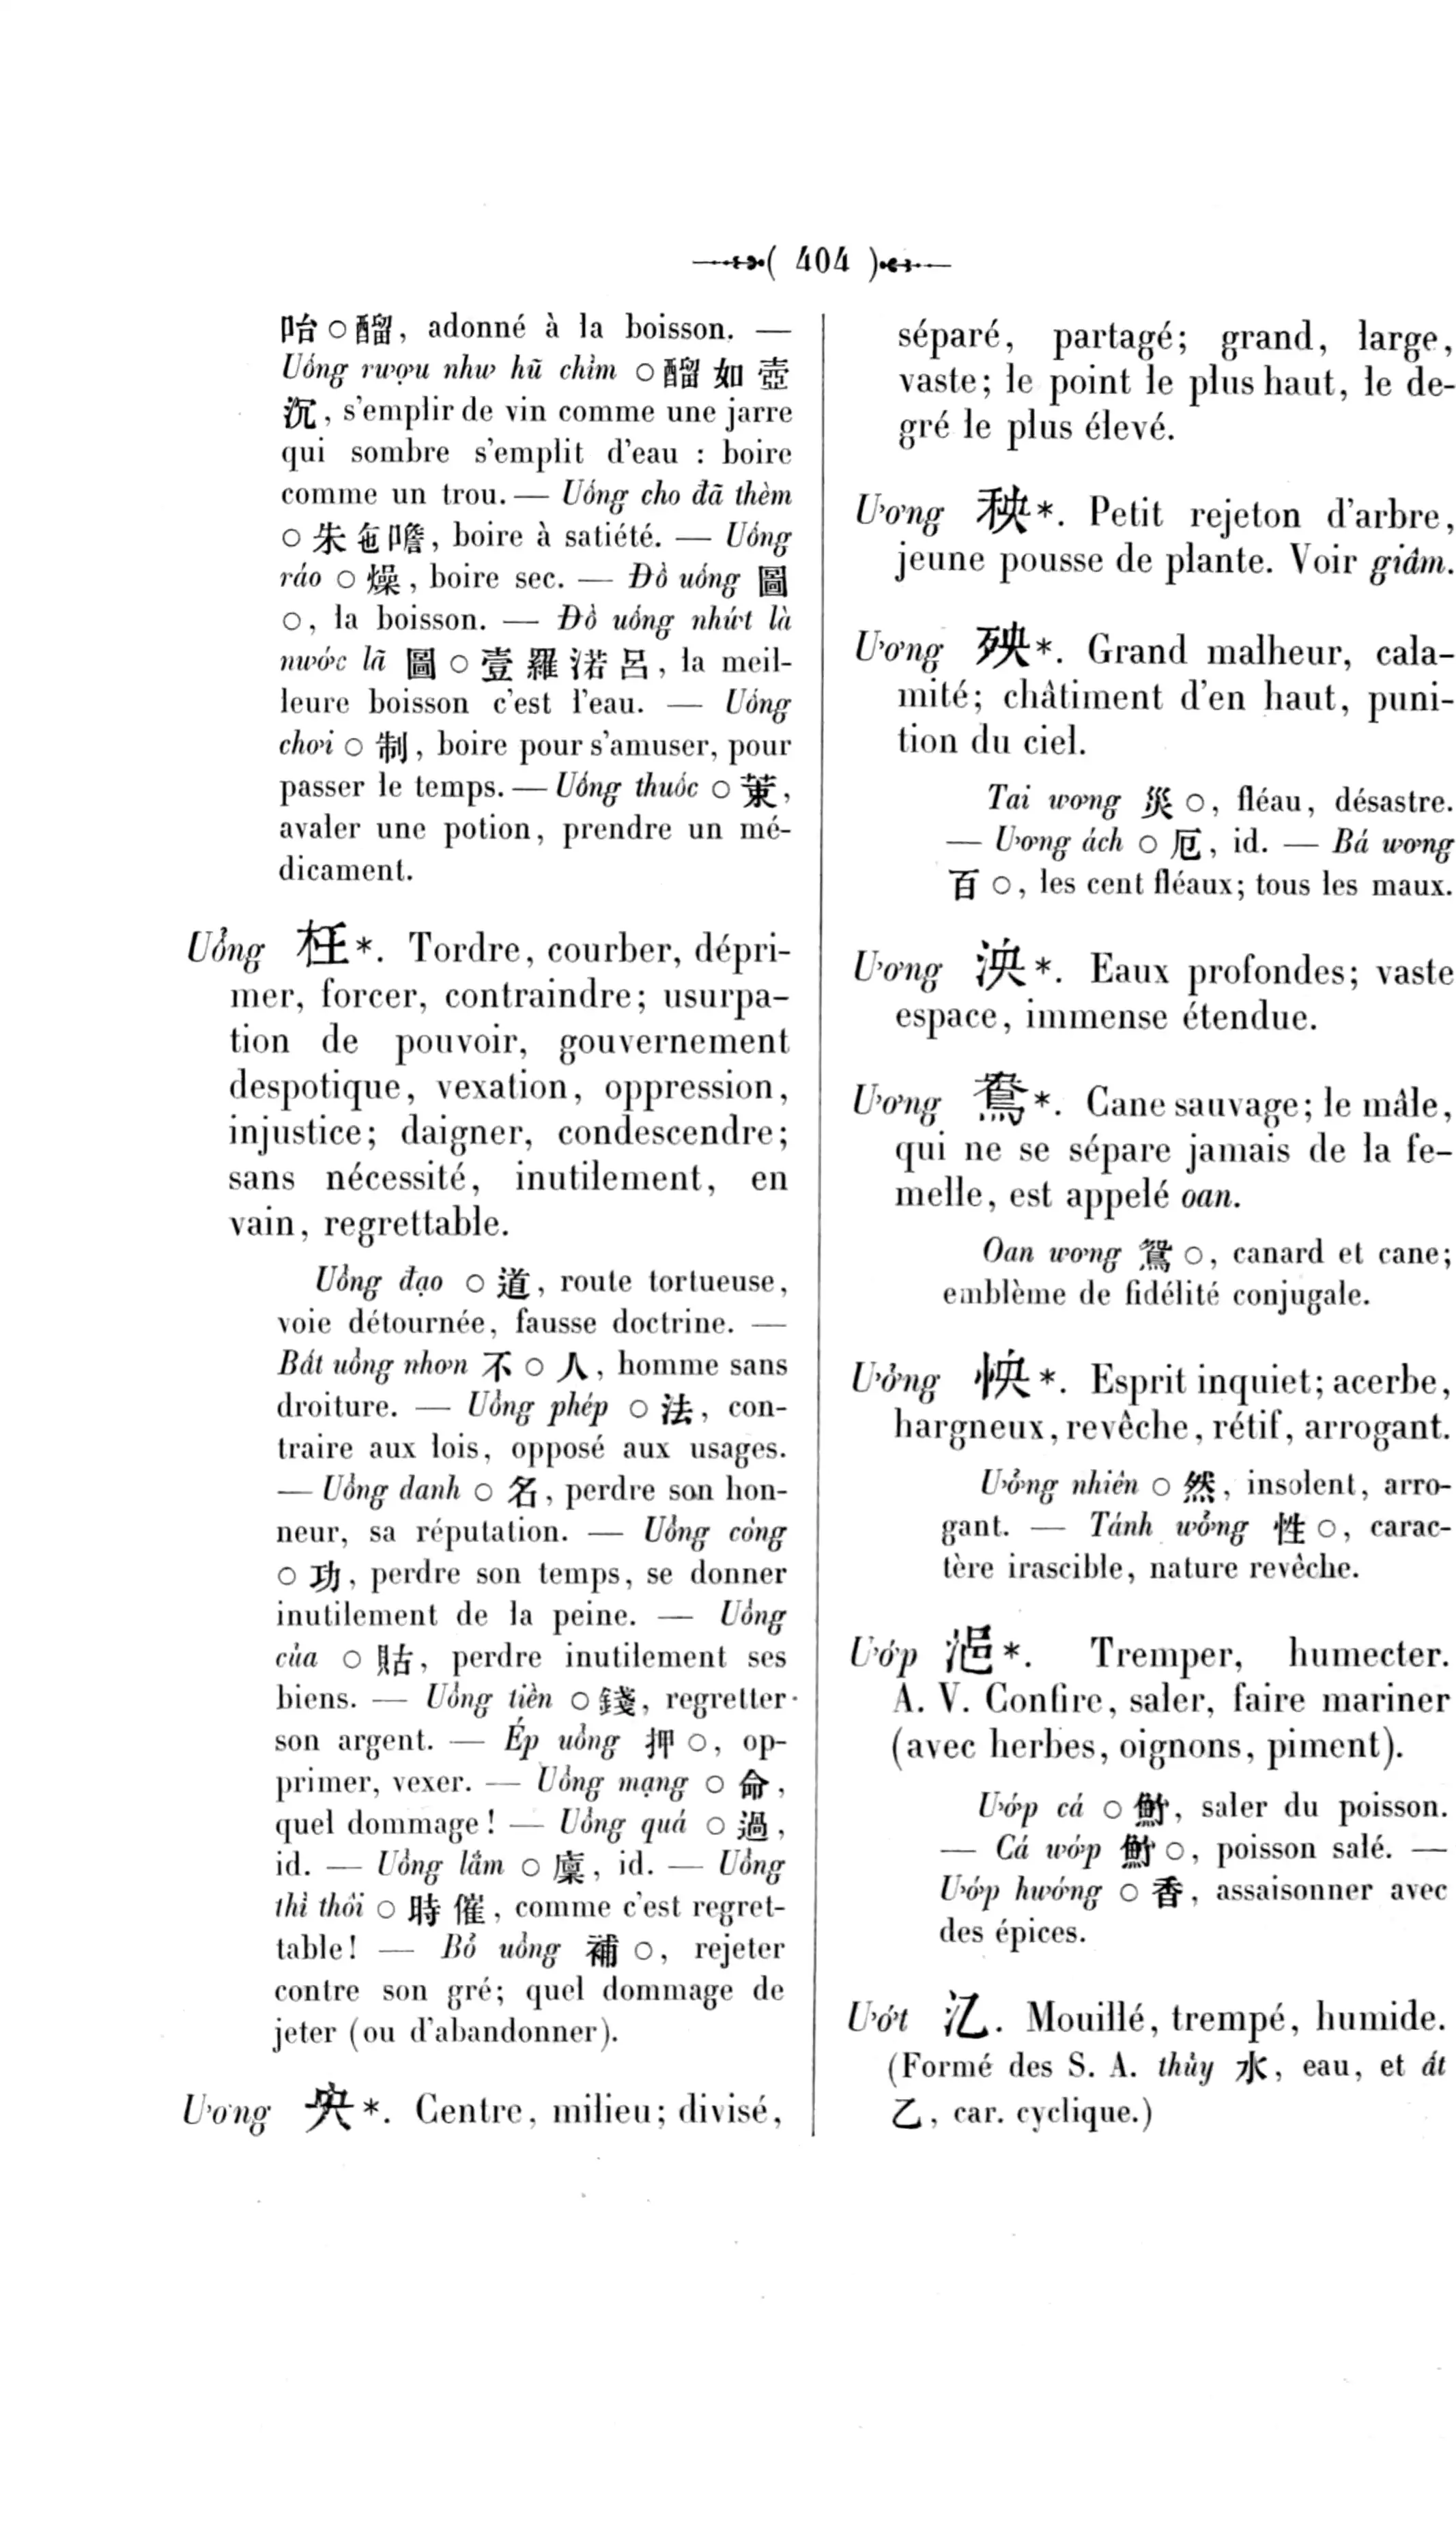 ( 404 )
咍 ○ 醋, adonné à la boisson. —
Uống rượu như hũ chìm ○ 如 壺
沉, s'emplir de vin comme une jarre
qui sombre s'emplit d'eau : boire
comme un trou. — Uống cho đã thèm
○ 朱, boire à satiété. — Uống
ráo ○ 燥, boire sec. — Đồ uống 圖
○, la boisson. — Đồ uống nhứt là
nước lã 圖 ○ 壹 羅 渃 呂, la meil-
leure boisson c'est l'eau. — Uống
chơi ○ 制, boire pour s'amuser, pour
passer le temps. — Uống thuốc ○,
avaler une potion, prendre un mé-
dicament.
Uổng 枉*. Tordre, courber, dépri-
mer, forcer, contraindre; usurpa-
tion de pouvoir, gouvernement
despotique, vexation, oppression,
injustice; daigner, condescendre;
sans nécessité, inutilement, en
vain, regrettable.
Uổng đạo ○ 道, route tortueuse,
voie détournée, fausse doctrine. —
Bất uổng nhơn 不 ○ 人, homme sans
droiture. — Uổng phép ○ 法, con-
traire aux lois, opposé aux usages.
— Uổng danh ○ 名, perdre son hon-
neur, sa réputation. — Uổng công
○ 功, perdre son temps, se donner
inutilement de la peine. — Uổng
của ○ 貼, perdre inutilement ses
biens. — Uổng tiền ○ 錢, regretter
son argent. — Ép uổng 押 ○, op-
primer, vexer. — Uổng mạng ○ 命,
quel dommage! — Uổng quá ○ 過,
id. — Uổng lắm ○ 廩, id. — Uổng
thì thôi ○ 時 催, comme c'est regret-
table! — Bỏ uổng 補 ○, rejeter
contre son gré; quel dommage de
jeter (ou d'abandonner).
Ương 央*. Centre, milieu; divisé,
séparé, partagé; grand, large,
vaste; le point le plus haut, le de-
gré le plus élevé.
Ương 秧*. Petit rejeton d'arbre,
jeune pousse de plante. Voir giâm.
Ương 殃*. Grand malheur, cala-
mité; châtiment d'en haut, puni-
tion du ciel.
Tai ương 災 ○, fléau, désastre.
— Ương ách ○ 厄, id. — Bá ương
百 ○, les cent fléaux; tous les maux.
Ương 泱*. Eaux profondes; vaste
espace, immense étendue.
Ương 鴦*. Cane sauvage; le mâle,
qui ne se sépare jamais de la fe-
melle, est appelé oan.
Oan ương 鴛 ○, canard et cane;
emblème de fidélité conjugale.
Ưởng 怏*. Esprit inquiet; acerbe,
hargneux, revêche, rétif, arrogant.
Ưởng nhiên ○ 然, insolent, arro-
gant. — Tánh ưởng 性 ○, carac-
tère irascible, nature revêche.
Ướp 浥*. Tremper, humecter.
A. V. Confire, saler, faire mariner
(avec herbes, oignons, piment).
Ướp cá ○, saler du poisson.
— Cá ướp ○, poisson salé. —
Ướp hướng ○ 香, assaisonner avec
des épices.
Ướt 氿. Mouillé, trempé, humide.
(Formé des S. A. thủy 水, eau, et ất
乙, car. cyclique.)